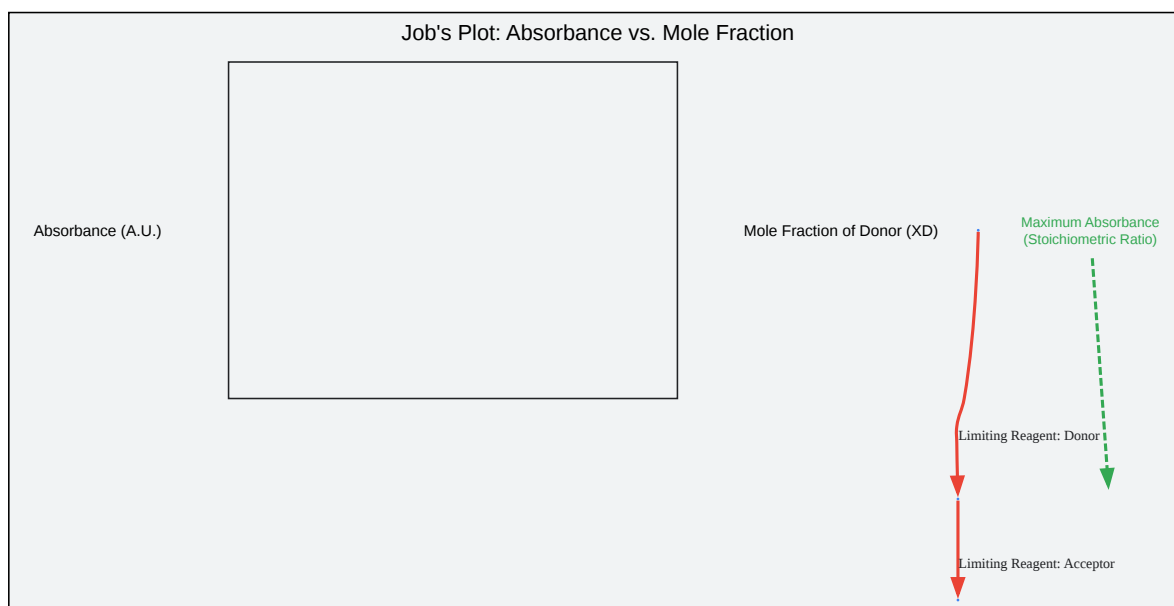 Job's Plot: Absorbance vs. Mole Fraction
Absorbance (A.U.)
Mole Fraction of Donor (XD)
Maximum Absorbance
(Stoichiometric Ratio)
Limiting Reagent: Donor
Limiting Reagent: Acceptor